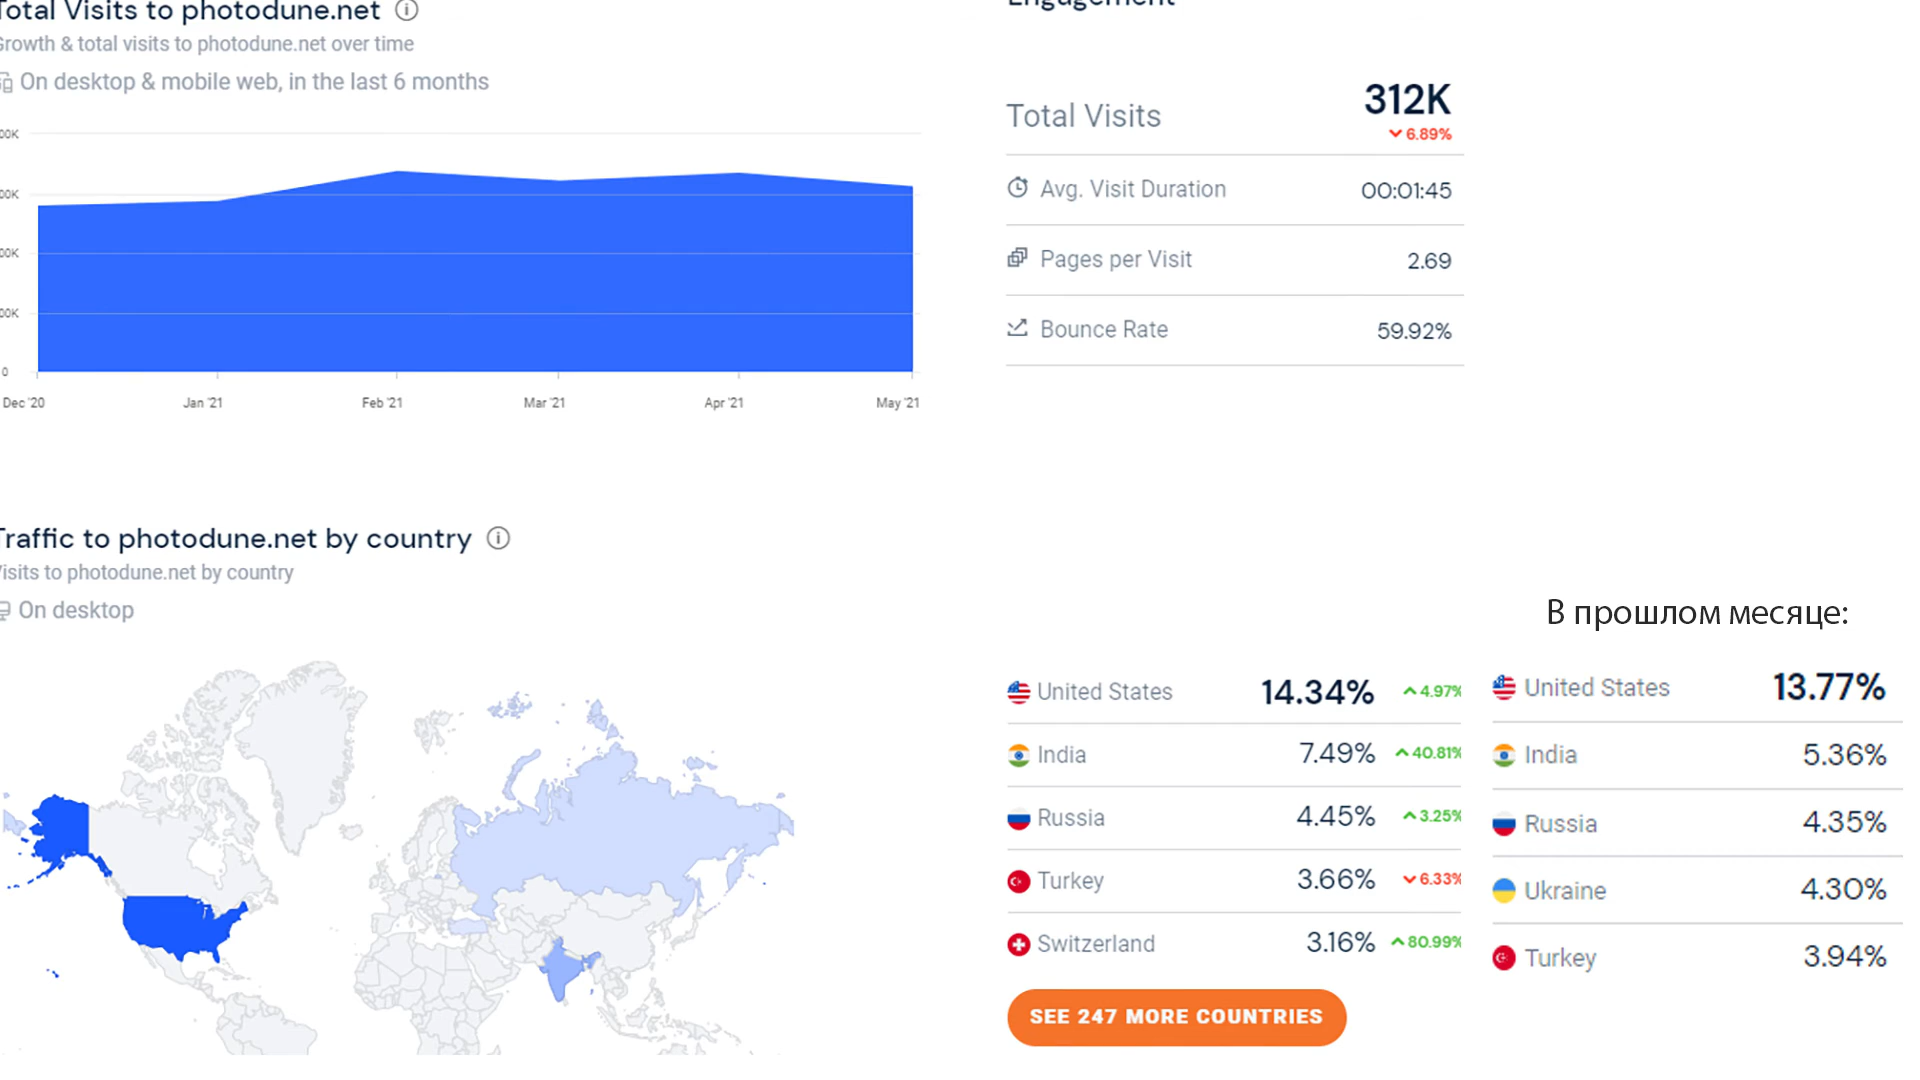 Total Visits to photodune.net
Growth & total visits to photodune.net over time
On desktop & mobile web, in the last 6 months
00K
00K
00K
00K
0
Dec '20
Jan '21
Feb '21
Mar '21
Apr '21
May '21
Engagement
Total Visits
312K
6.89%
Avg. Visit Duration
00:01:45
Pages per Visit
2.69
Bounce Rate
59.92%
Traffic to photodune.net by country
Visits to photodune.net by country
On desktop
United States 14.34% 4.97%
India 7.49% 40.81%
Russia 4.45% 3.25%
Turkey 3.66% 6.33%
Switzerland 3.16% 80.99%
SEE 247 MORE COUNTRIES
В прошлом месяце:
United States 13.77%
India 5.36%
Russia 4.35%
Ukraine 4.30%
Turkey 3.94%